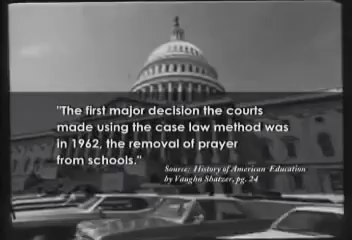 "The first major decision the courts
made using the case law method was
in 1962, the removal of prayer
from schools."
Source: History of American Education
by Vaughn Shatzer, pg. 24